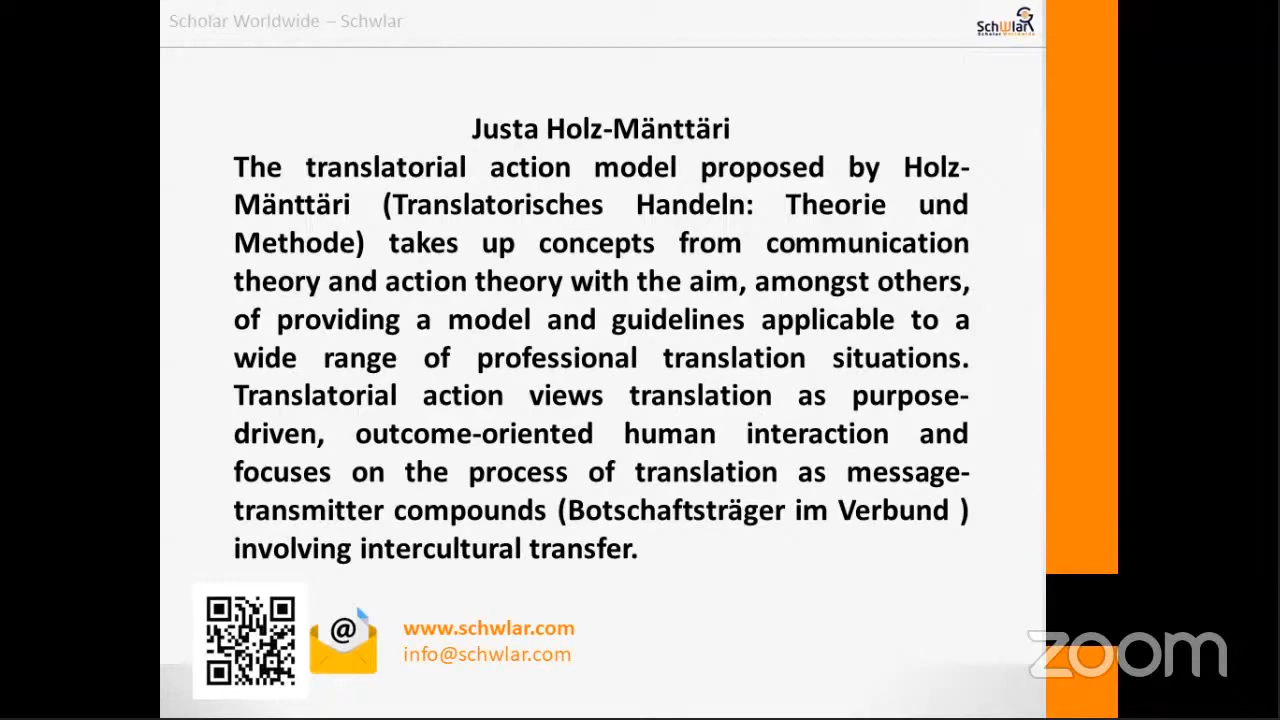 Scholar Worldwide – Schwlar
SchWlar
Scholar Worldwide
Justa Holz-Mänttäri
The translatorial action model proposed by Holz-
Mänttäri (Translatorisches Handeln: Theorie und
Methode) takes up concepts from communication
theory and action theory with the aim, amongst others,
of providing a model and guidelines applicable to a
wide range of professional translation situations.
Translatorial action views translation as purpose-
driven, outcome-oriented human interaction and
focuses on the process of translation as message-
transmitter compounds (Botschaftsträger im Verbund )
involving intercultural transfer.
@
www.schwlar.com
info@schwlar.com
zoom